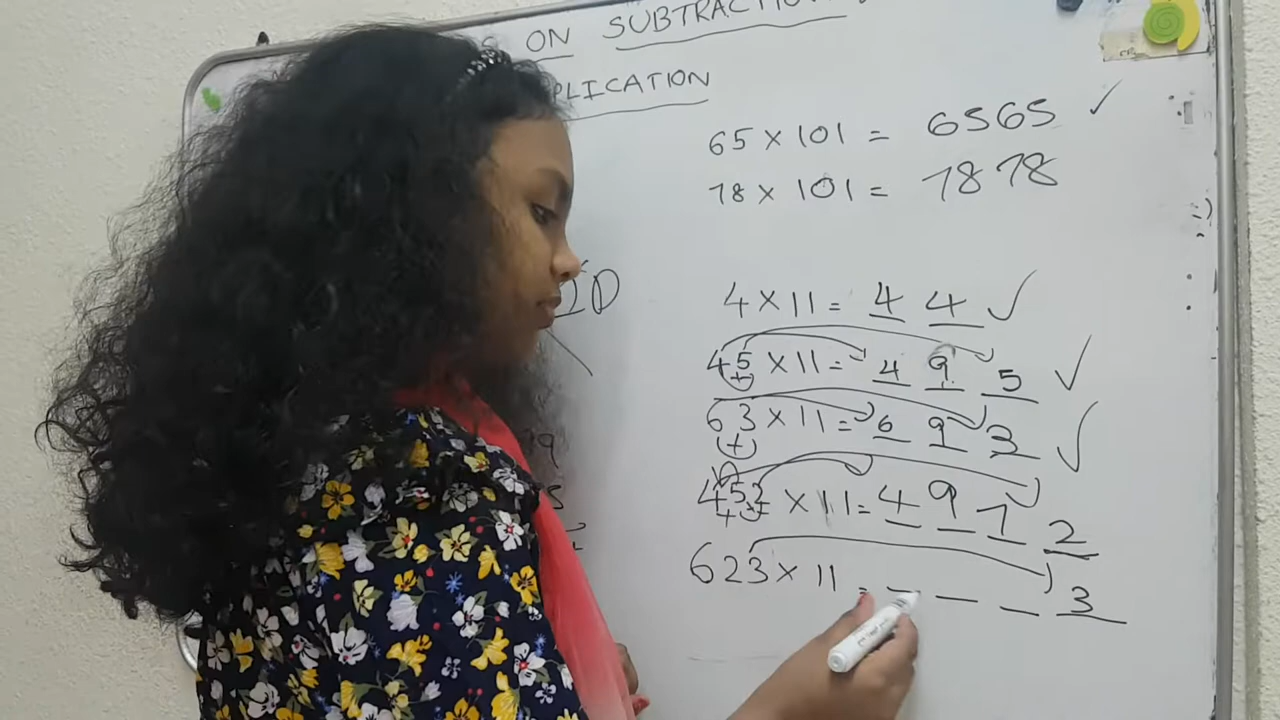 ON SUBTRACTION
PLICATION
65 × 101 = 6565 ✓
78 × 101 = 7878
4 × 11 = 4 4 ✓
45 × 11 = 4 9 5 ✓
+
63 × 11 = 6 9 3 ✓
+
452 × 11 = 4 9 7 2
+ +
623 × 11 = _ _ _ 3